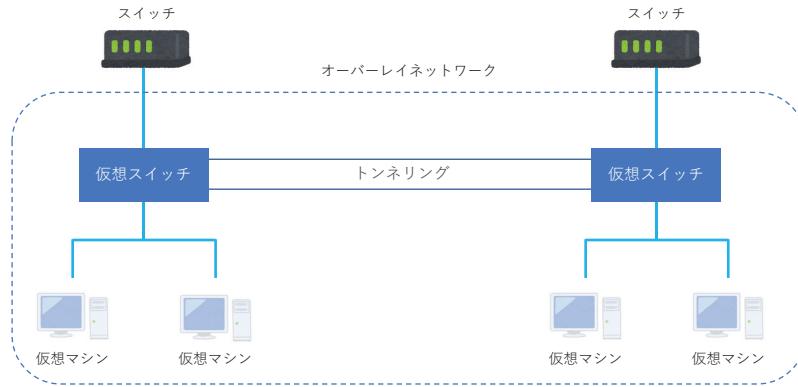 スイッチ
スイッチ
オーバーレイネットワーク
仮想スイッチ
トンネリング
仮想スイッチ
仮想マシン
仮想マシン
仮想マシン
仮想マシン